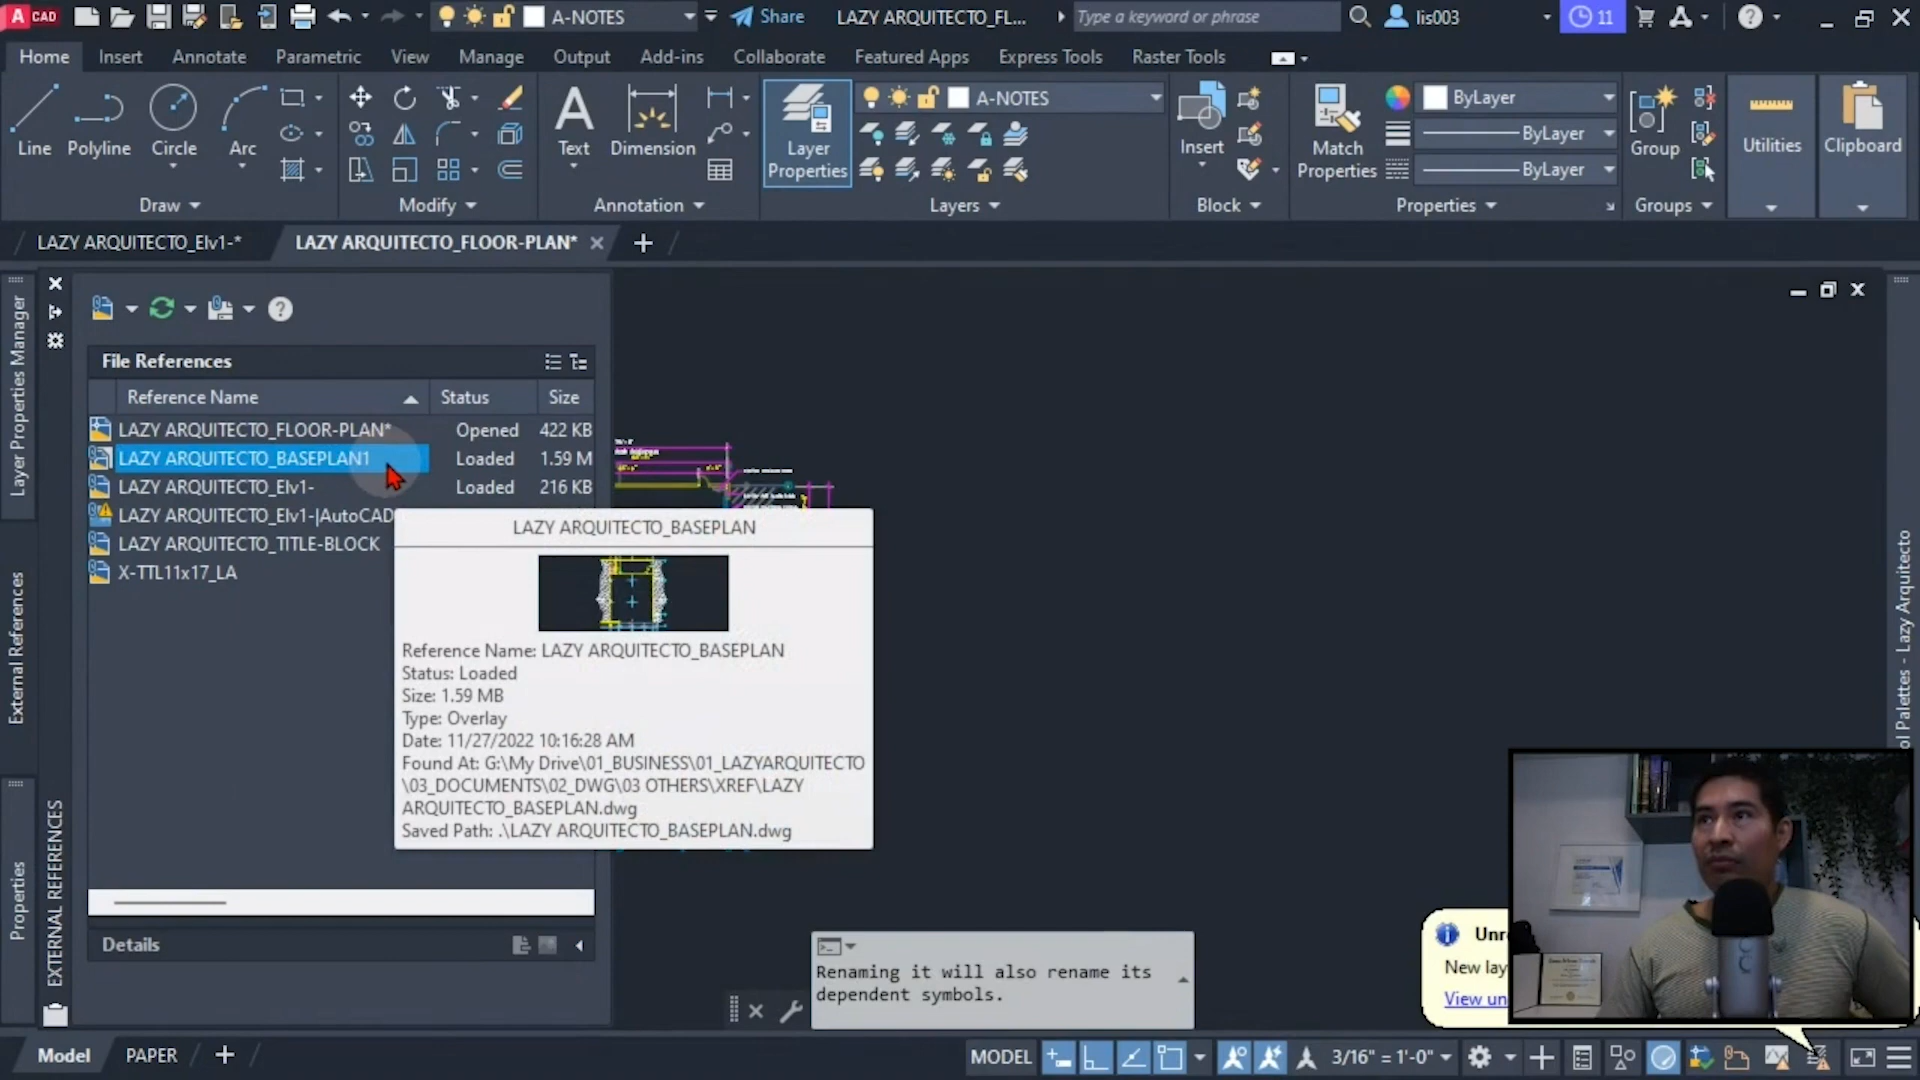 CAD
A-NOTES
Share
LAZY ARQUITECTO_FL...
Type a keyword or phrase
lis003
11
Home
Insert
Annotate
Parametric
View
Manage
Output
Add-ins
Collaborate
Featured Apps
Express Tools
Raster Tools
Line
Polyline
Circle
Arc
Text
Dimension
Layer Properties
A-NOTES
Insert
Match Properties
ByLayer
ByLayer
ByLayer
Group
Utilities
Clipboard
Draw
Modify
Annotation
Layers
Block
Properties
Groups
LAZY ARQUITECTO_Elv1-*
LAZY ARQUITECTO_FLOOR-PLAN*
Layer Properties Manager
External References
Properties
EXTERNAL REFERENCES
File References
Reference Name Status Size
LAZY ARQUITECTO_FLOOR-PLAN* Opened 422 KB
LAZY ARQUITECTO_BASEPLAN1 Loaded 1.59 M
LAZY ARQUITECTO_Elv1- Loaded 216 KB
LAZY ARQUITECTO_Elv1-|AutoCAD
LAZY ARQUITECTO_TITLE-BLOCK
X-TTL11x17_LA
LAZY ARQUITECTO_BASEPLAN
Reference Name: LAZY ARQUITECTO_BASEPLAN
Status: Loaded
Size: 1.59 MB
Type: Overlay
Date: 11/27/2022 10:16:28 AM
Found At: G:\My Drive\01_BUSINESS\01_LAZYARQUITECTO
\03_DOCUMENTS\02_DWG\03 OTHERS\XREF\LAZY
ARQUITECTO_BASEPLAN.dwg
Saved Path: .\LAZY ARQUITECTO_BASEPLAN.dwg
Details
Renaming it will also rename its
dependent symbols.
ol Palettes - Lazy Arquitecto
Unr
New lay
View un
Model
PAPER
MODEL
3/16" = 1'-0"